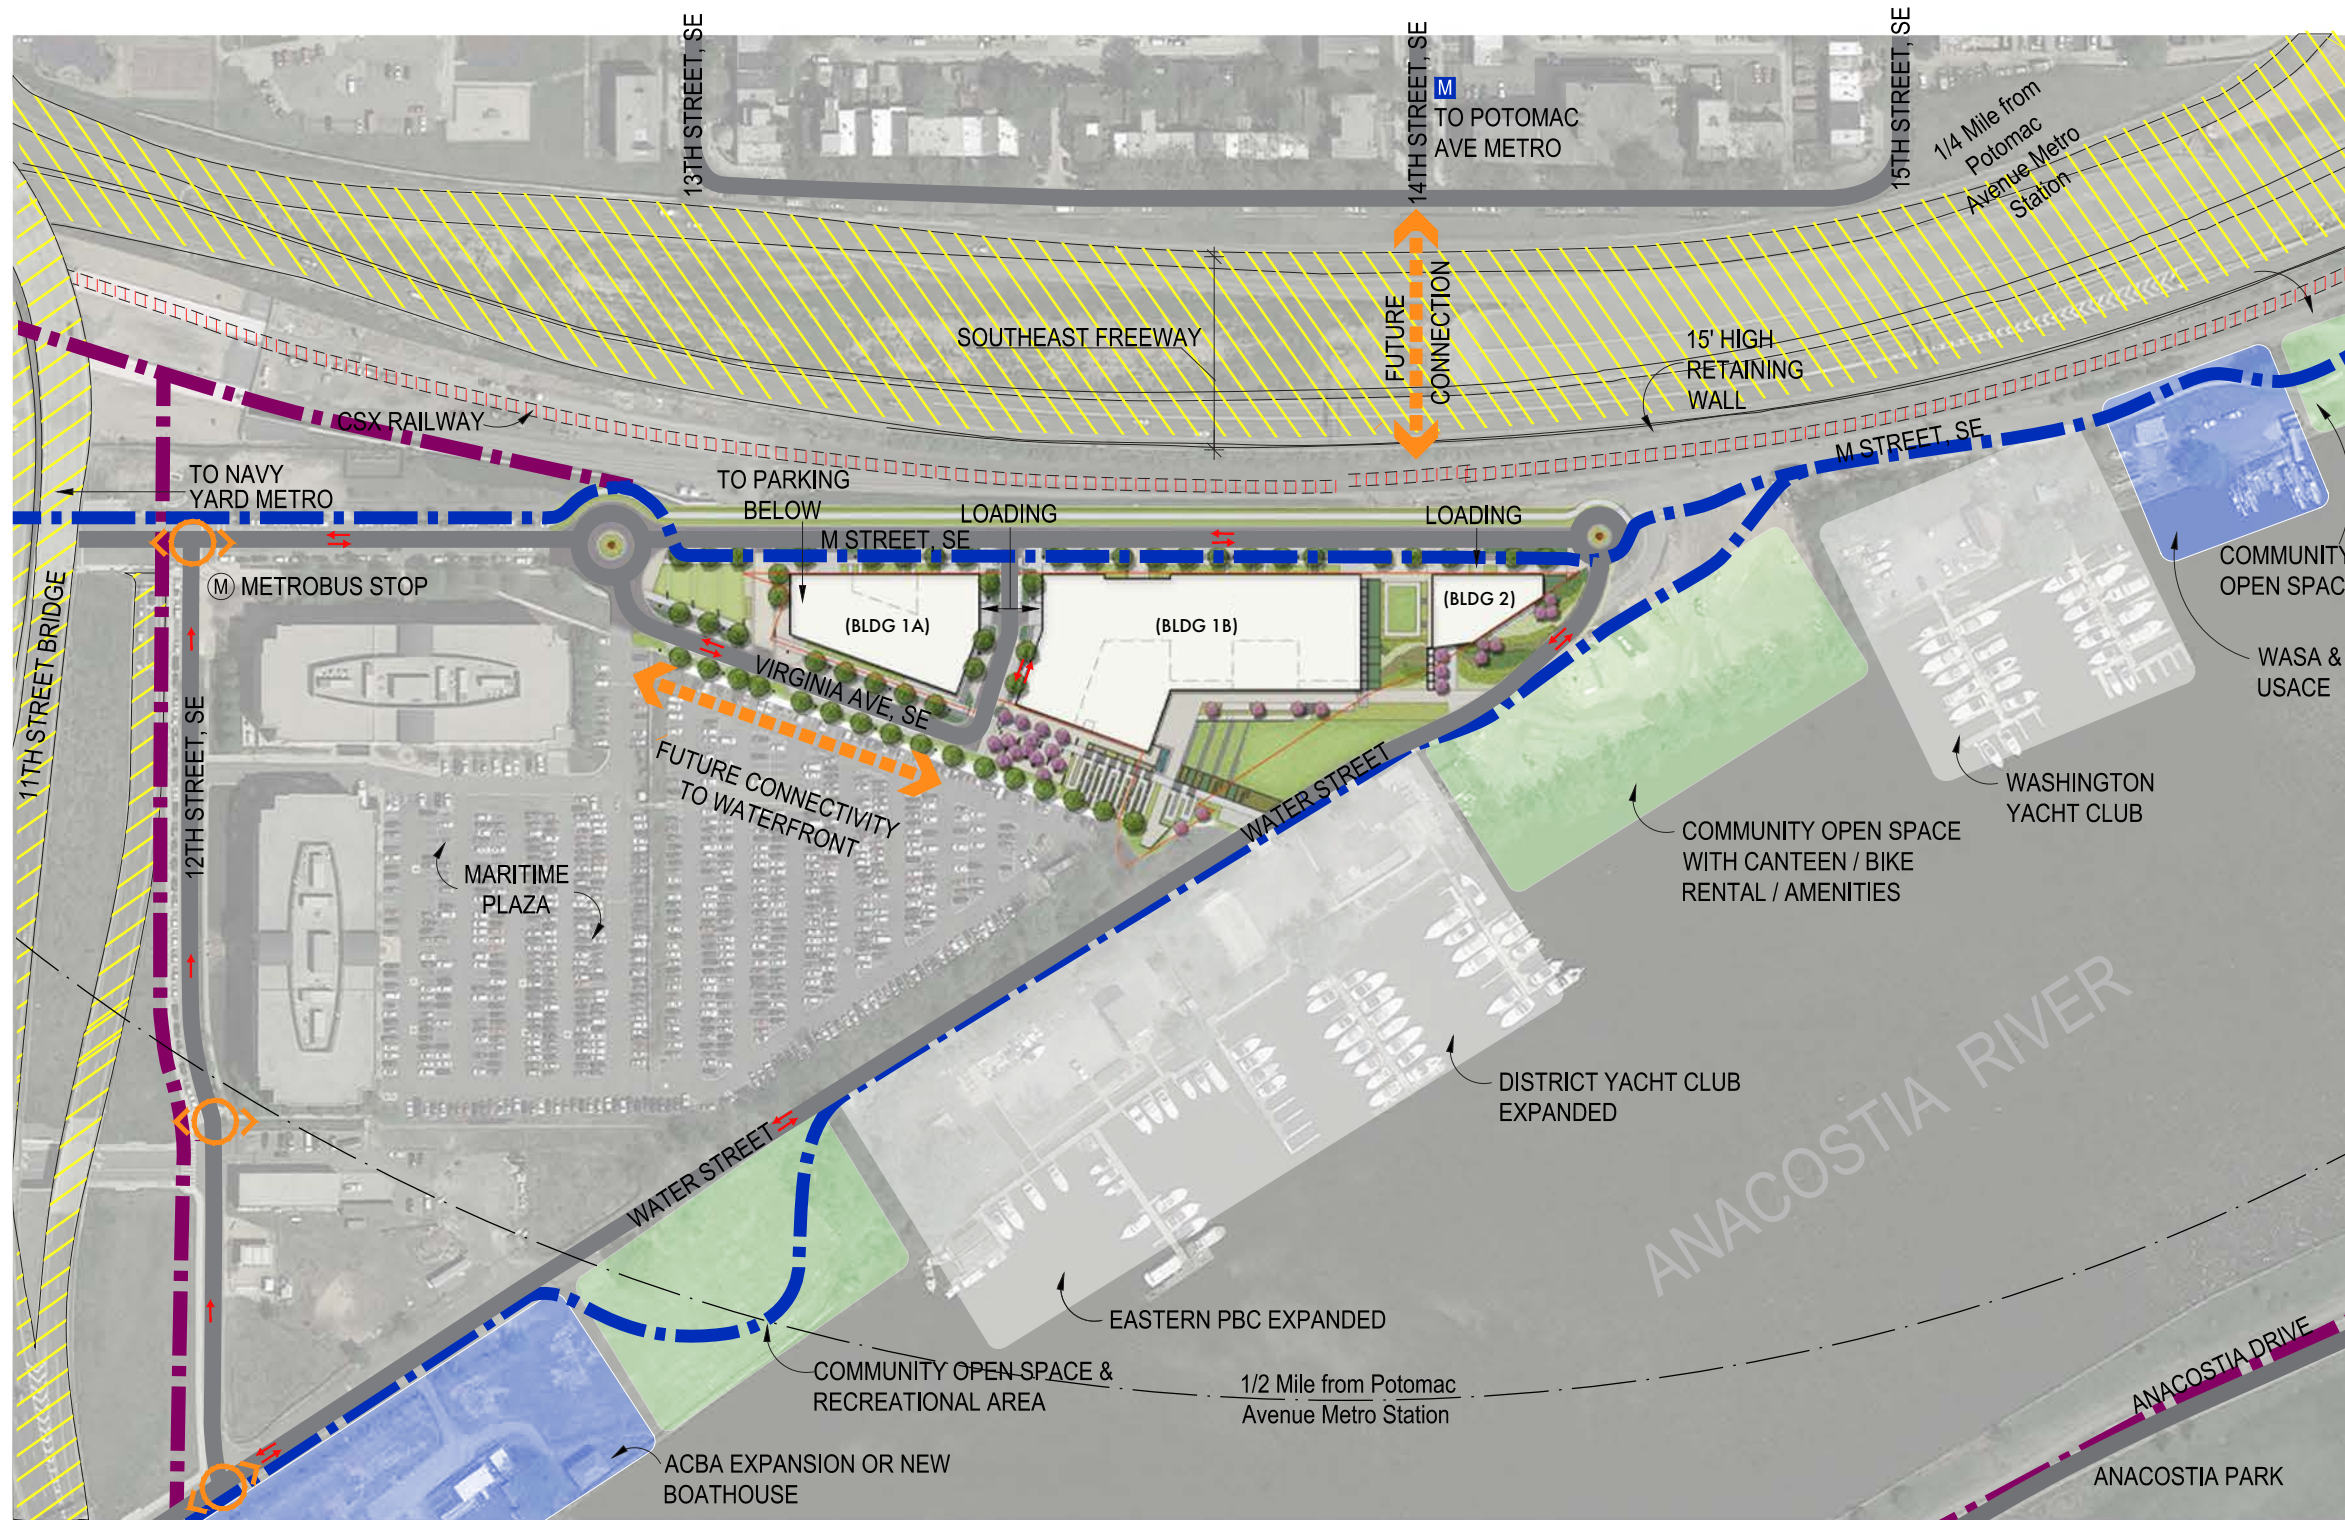 13TH STREET, SE
14TH STREET, SE
15TH STREET, SE
M
TO POTOMAC
AVE METRO
1/4 Mile from
Potomac
Avenue Metro
Station
SOUTHEAST FREEWAY
FUTURE
CONNECTION
15' HIGH
RETAINING
WALL
CSX RAILWAY
M STREET, SE
TO NAVY
YARD METRO
TO PARKING
BELOW
LOADING
LOADING
M STREET, SE
M METROBUS STOP
11TH STREET BRIDGE
12TH STREET, SE
(BLDG 1A)
(BLDG 1B)
(BLDG 2)
VIRGINIA AVE, SE
FUTURE CONNECTIVITY
TO WATERFRONT
COMMUNITY
OPEN SPAC
WASA &
USACE
WASHINGTON
YACHT CLUB
WATER STREET
COMMUNITY OPEN SPACE
WITH CANTEEN / BIKE
RENTAL / AMENITIES
MARITIME
PLAZA
DISTRICT YACHT CLUB
EXPANDED
ANACOSTIA RIVER
WATER STREET
EASTERN PBC EXPANDED
COMMUNITY OPEN SPACE &
RECREATIONAL AREA
1/2 Mile from Potomac
Avenue Metro Station
ACBA EXPANSION OR NEW
BOATHOUSE
ANACOSTIA DRIVE
ANACOSTIA PARK